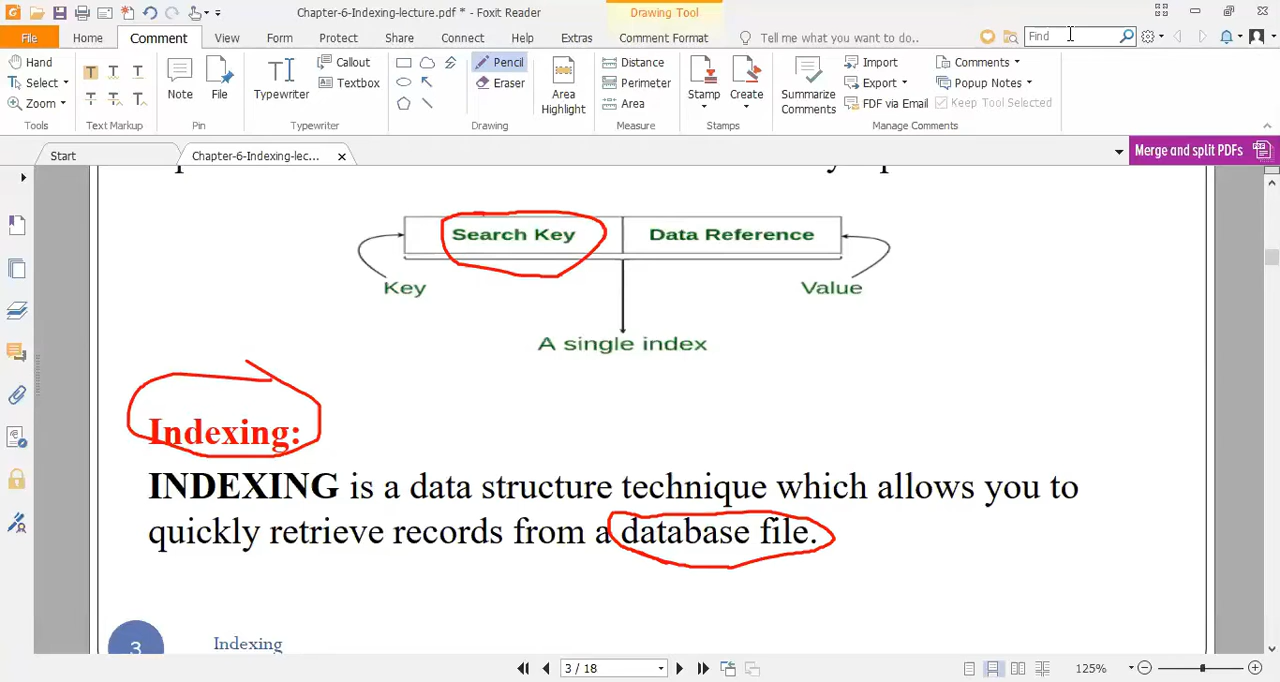 Chapter-6-Indexing-lecture.pdf * - Foxit Reader
Drawing Tool
File Home Comment View Form Protect Share Connect Help Extras Comment Format Tell me what you want to do.. Find
Hand
Select
Zoom
Tools
Text Markup
Note
File
Pin
Typewriter
Callout
Textbox
Typewriter
Pencil
Eraser
Drawing
Area
Highlight
Distance
Perimeter
Area
Measure
Stamp
Create
Stamps
Summarize
Comments
Import
Export
FDF via Email
Comments
Popup Notes
Keep Tool Selected
Manage Comments
Start
Chapter-6-Indexing-lec...
Merge and split PDFs
Search Key Data Reference
Key Value
A single index
Indexing:
INDEXING is a data structure technique which allows you to
quickly retrieve records from a database file.
3 Indexing
3 / 18
125%